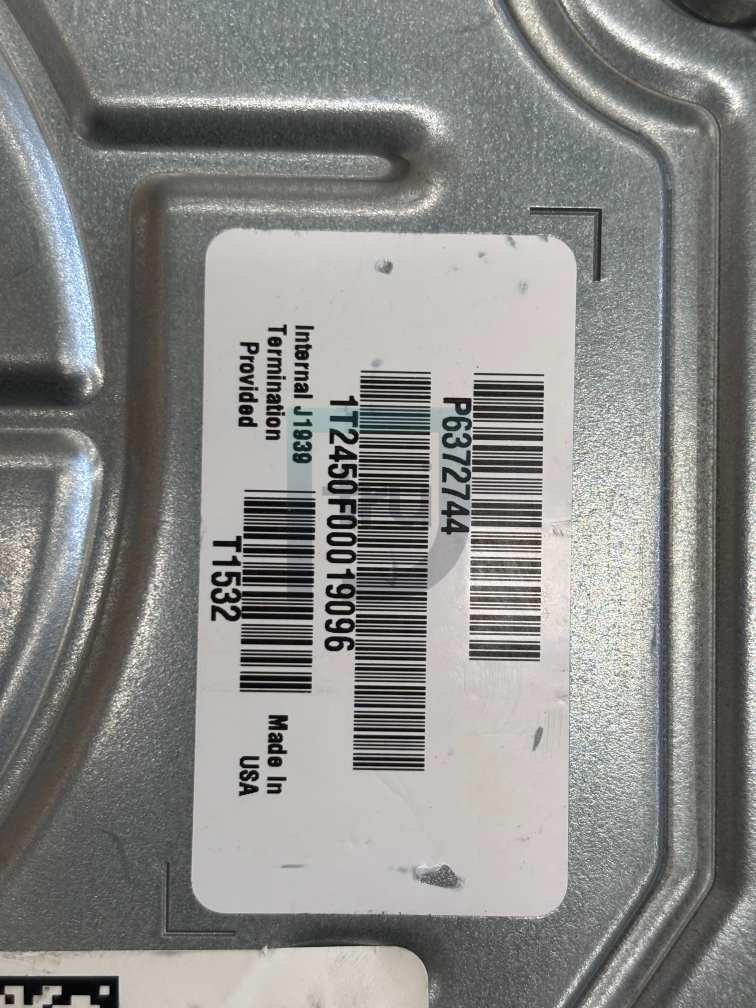 P6372744
1T2450F00019096
Internal J1939
Termination
Provided
T1532
Made In
USA